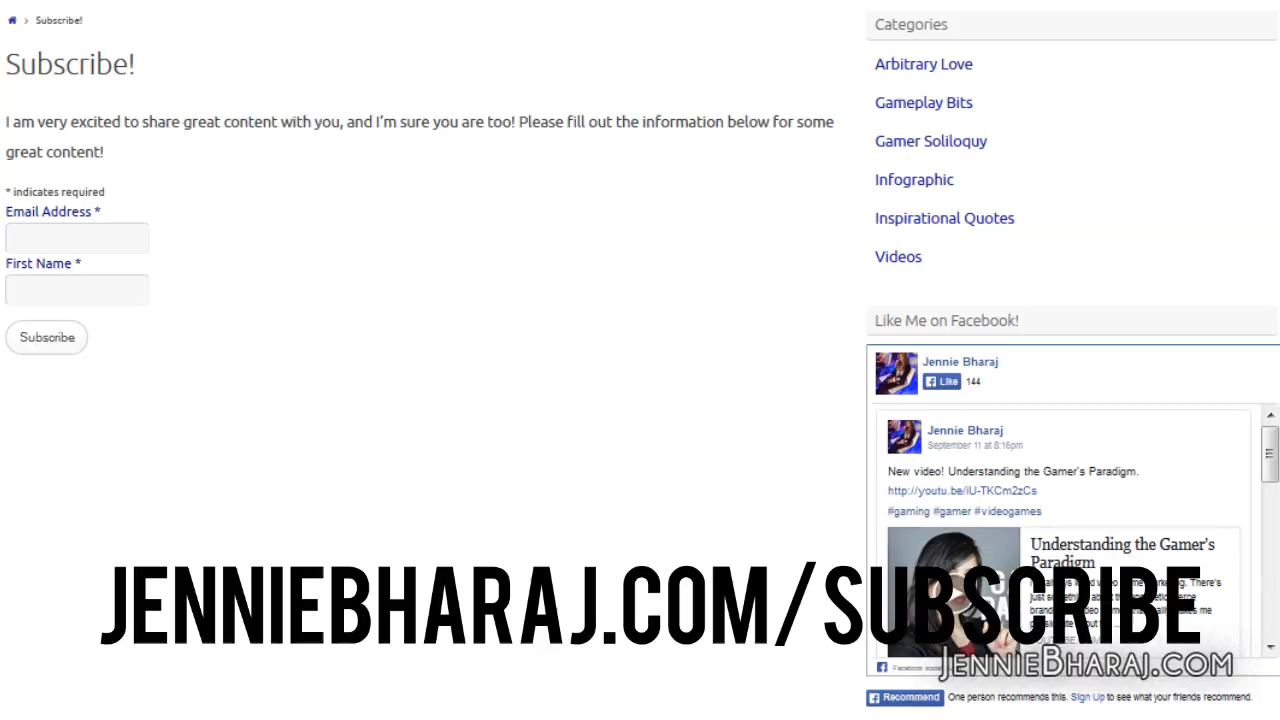 Subscribe!
Subscribe!
I am very excited to share great content with you, and I'm sure you are too! Please fill out the information below for some
great content!
* indicates required
Email Address *
First Name *
Subscribe
Categories
Arbitrary Love
Gameplay Bits
Gamer Soliloquy
Infographic
Inspirational Quotes
Videos
Like Me on Facebook!
Jennie Bharaj
Like 144
Jennie Bharaj
September 11 at 8:16pm
New video! Understanding the Gamer's Paradigm.
http://youtu.be/iU-TKCm2zCs
#gaming #gamer #videogames
Understanding the Gamer's
Paradigm
JENNIEBHARAJ.COM/SUBSCRIBE
JENNIEBHARAJ.COM
Facebook
Recommend One person recommends this. Sign Up to see what your friends recommend.